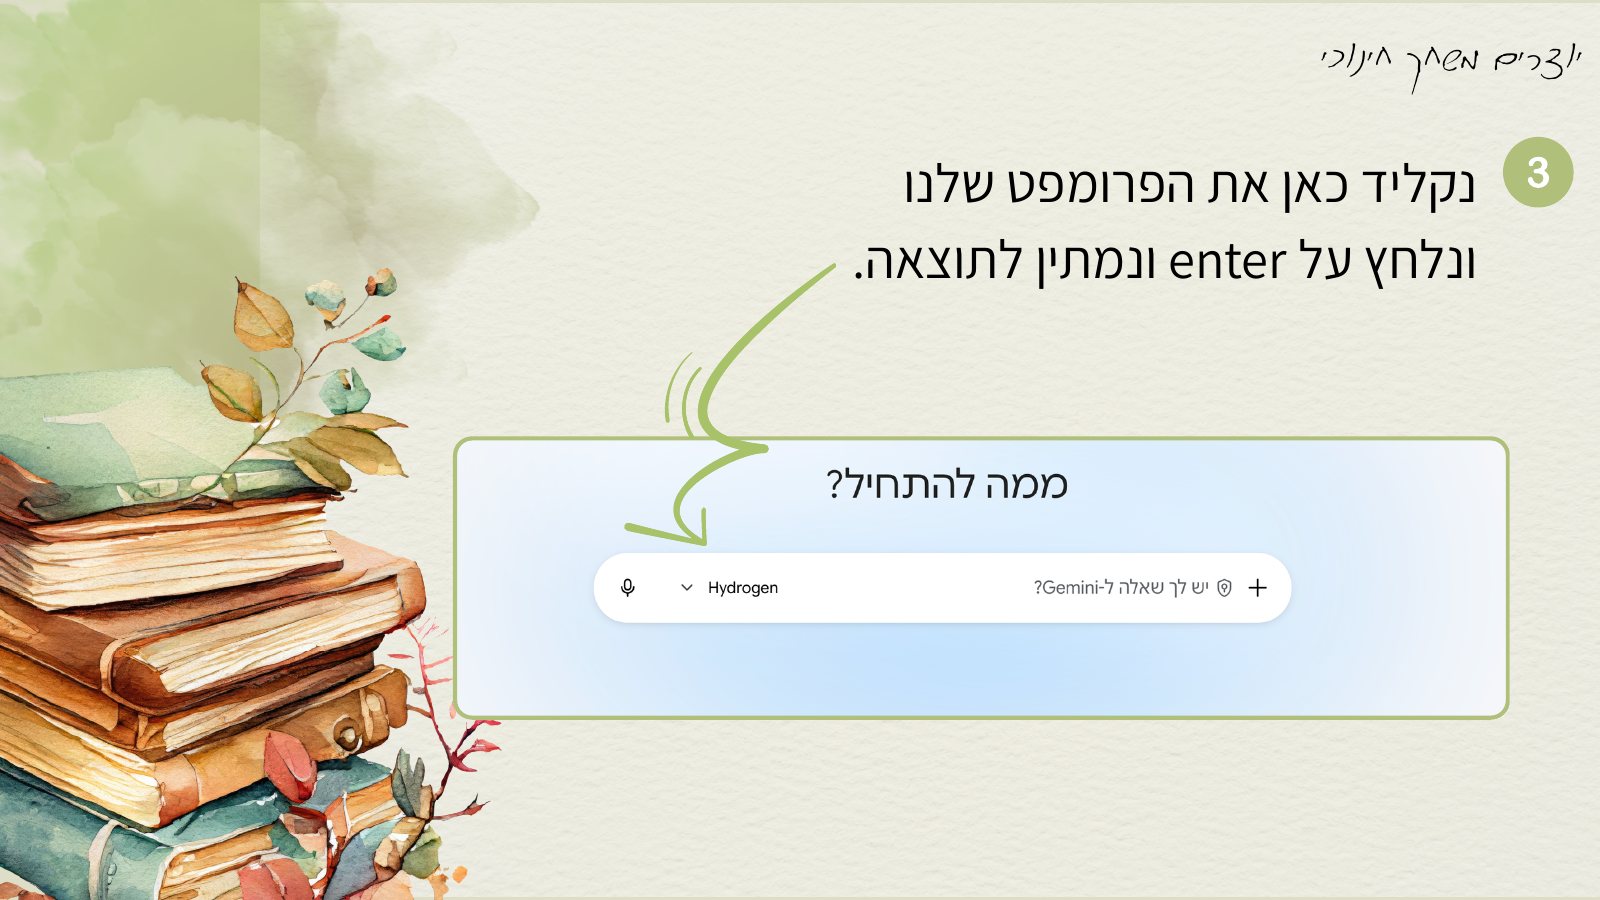 יוצרים משחק חינוכי
3
נקליד כאן את הפרומפט שלנו
ונלחץ על enter ונמתין לתוצאה.
ממה להתחיל?
יש לך שאלה ל-Gemini?
Hydrogen